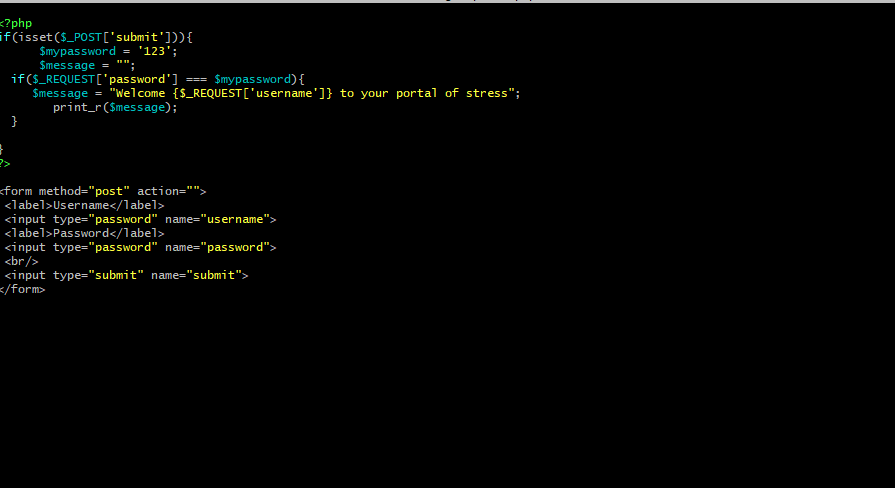 <?php
if(isset($_POST['submit'])){
$mypassword = '123';
$message = "";
if($_REQUEST['password'] === $mypassword){
$message = "Welcome {$_REQUEST['username']} to your portal of stress";
print_r($message);
}
}
?>
<form method="post" action="">
<label>Username</label>
<input type="password" name="username">
<label>Password</label>
<input type="password" name="password">
<br/>
<input type="submit" name="submit">
</form>